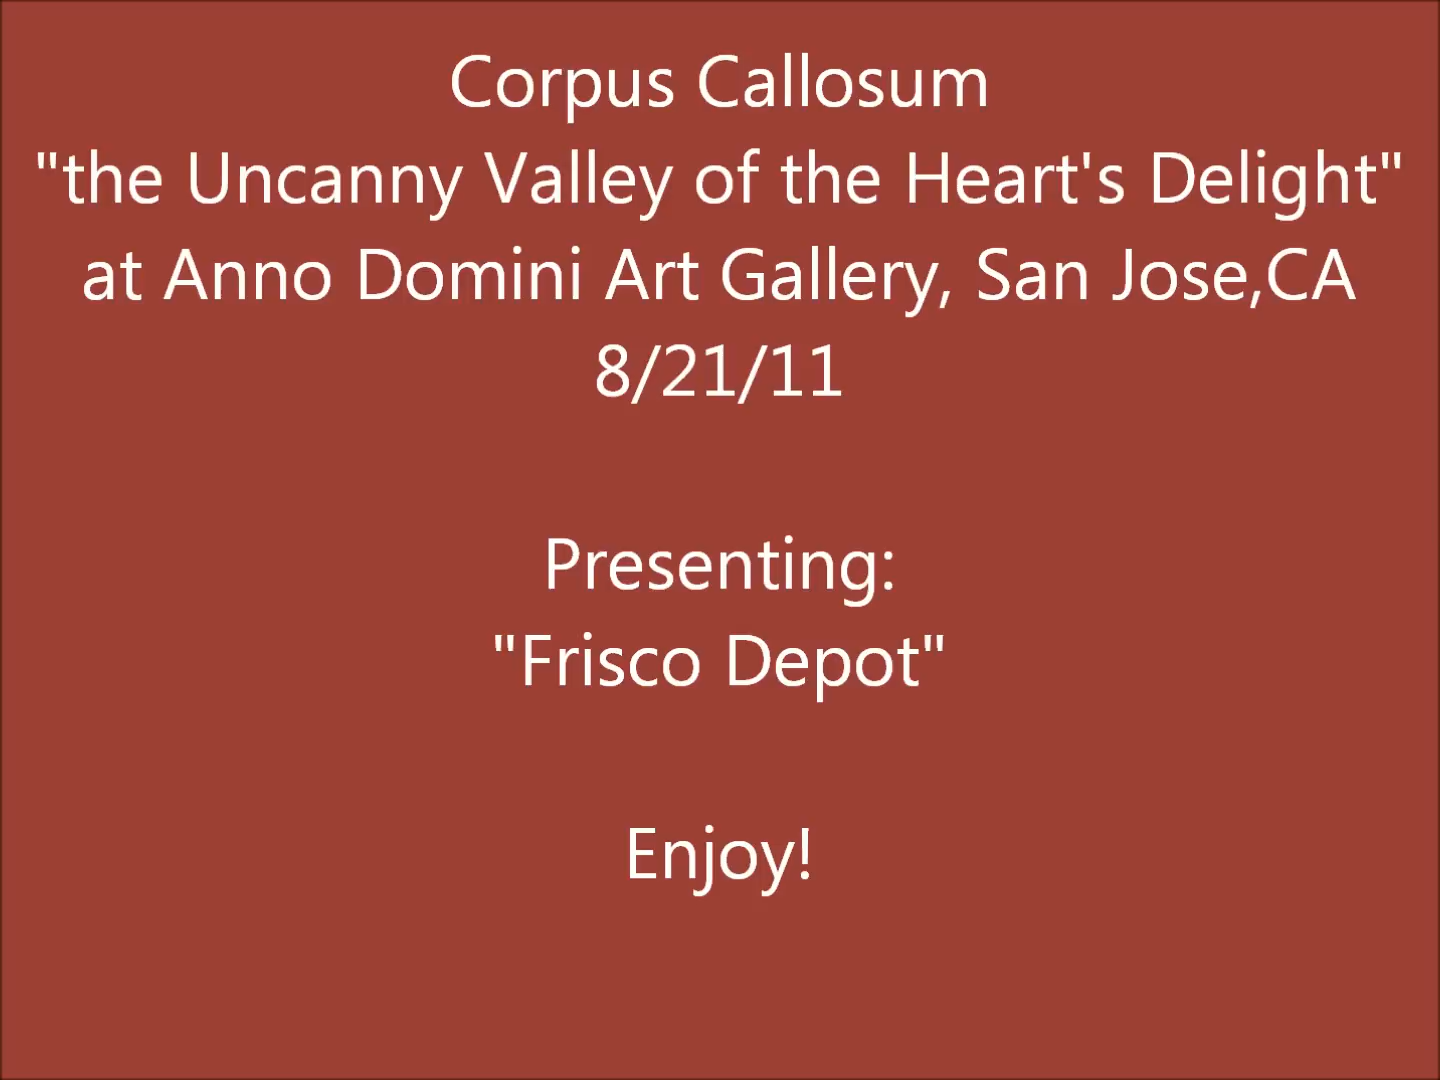 Corpus Callosum
"the Uncanny Valley of the Heart's Delight"
at Anno Domini Art Gallery, San Jose,CA
8/21/11
Presenting:
"Frisco Depot"
Enjoy!